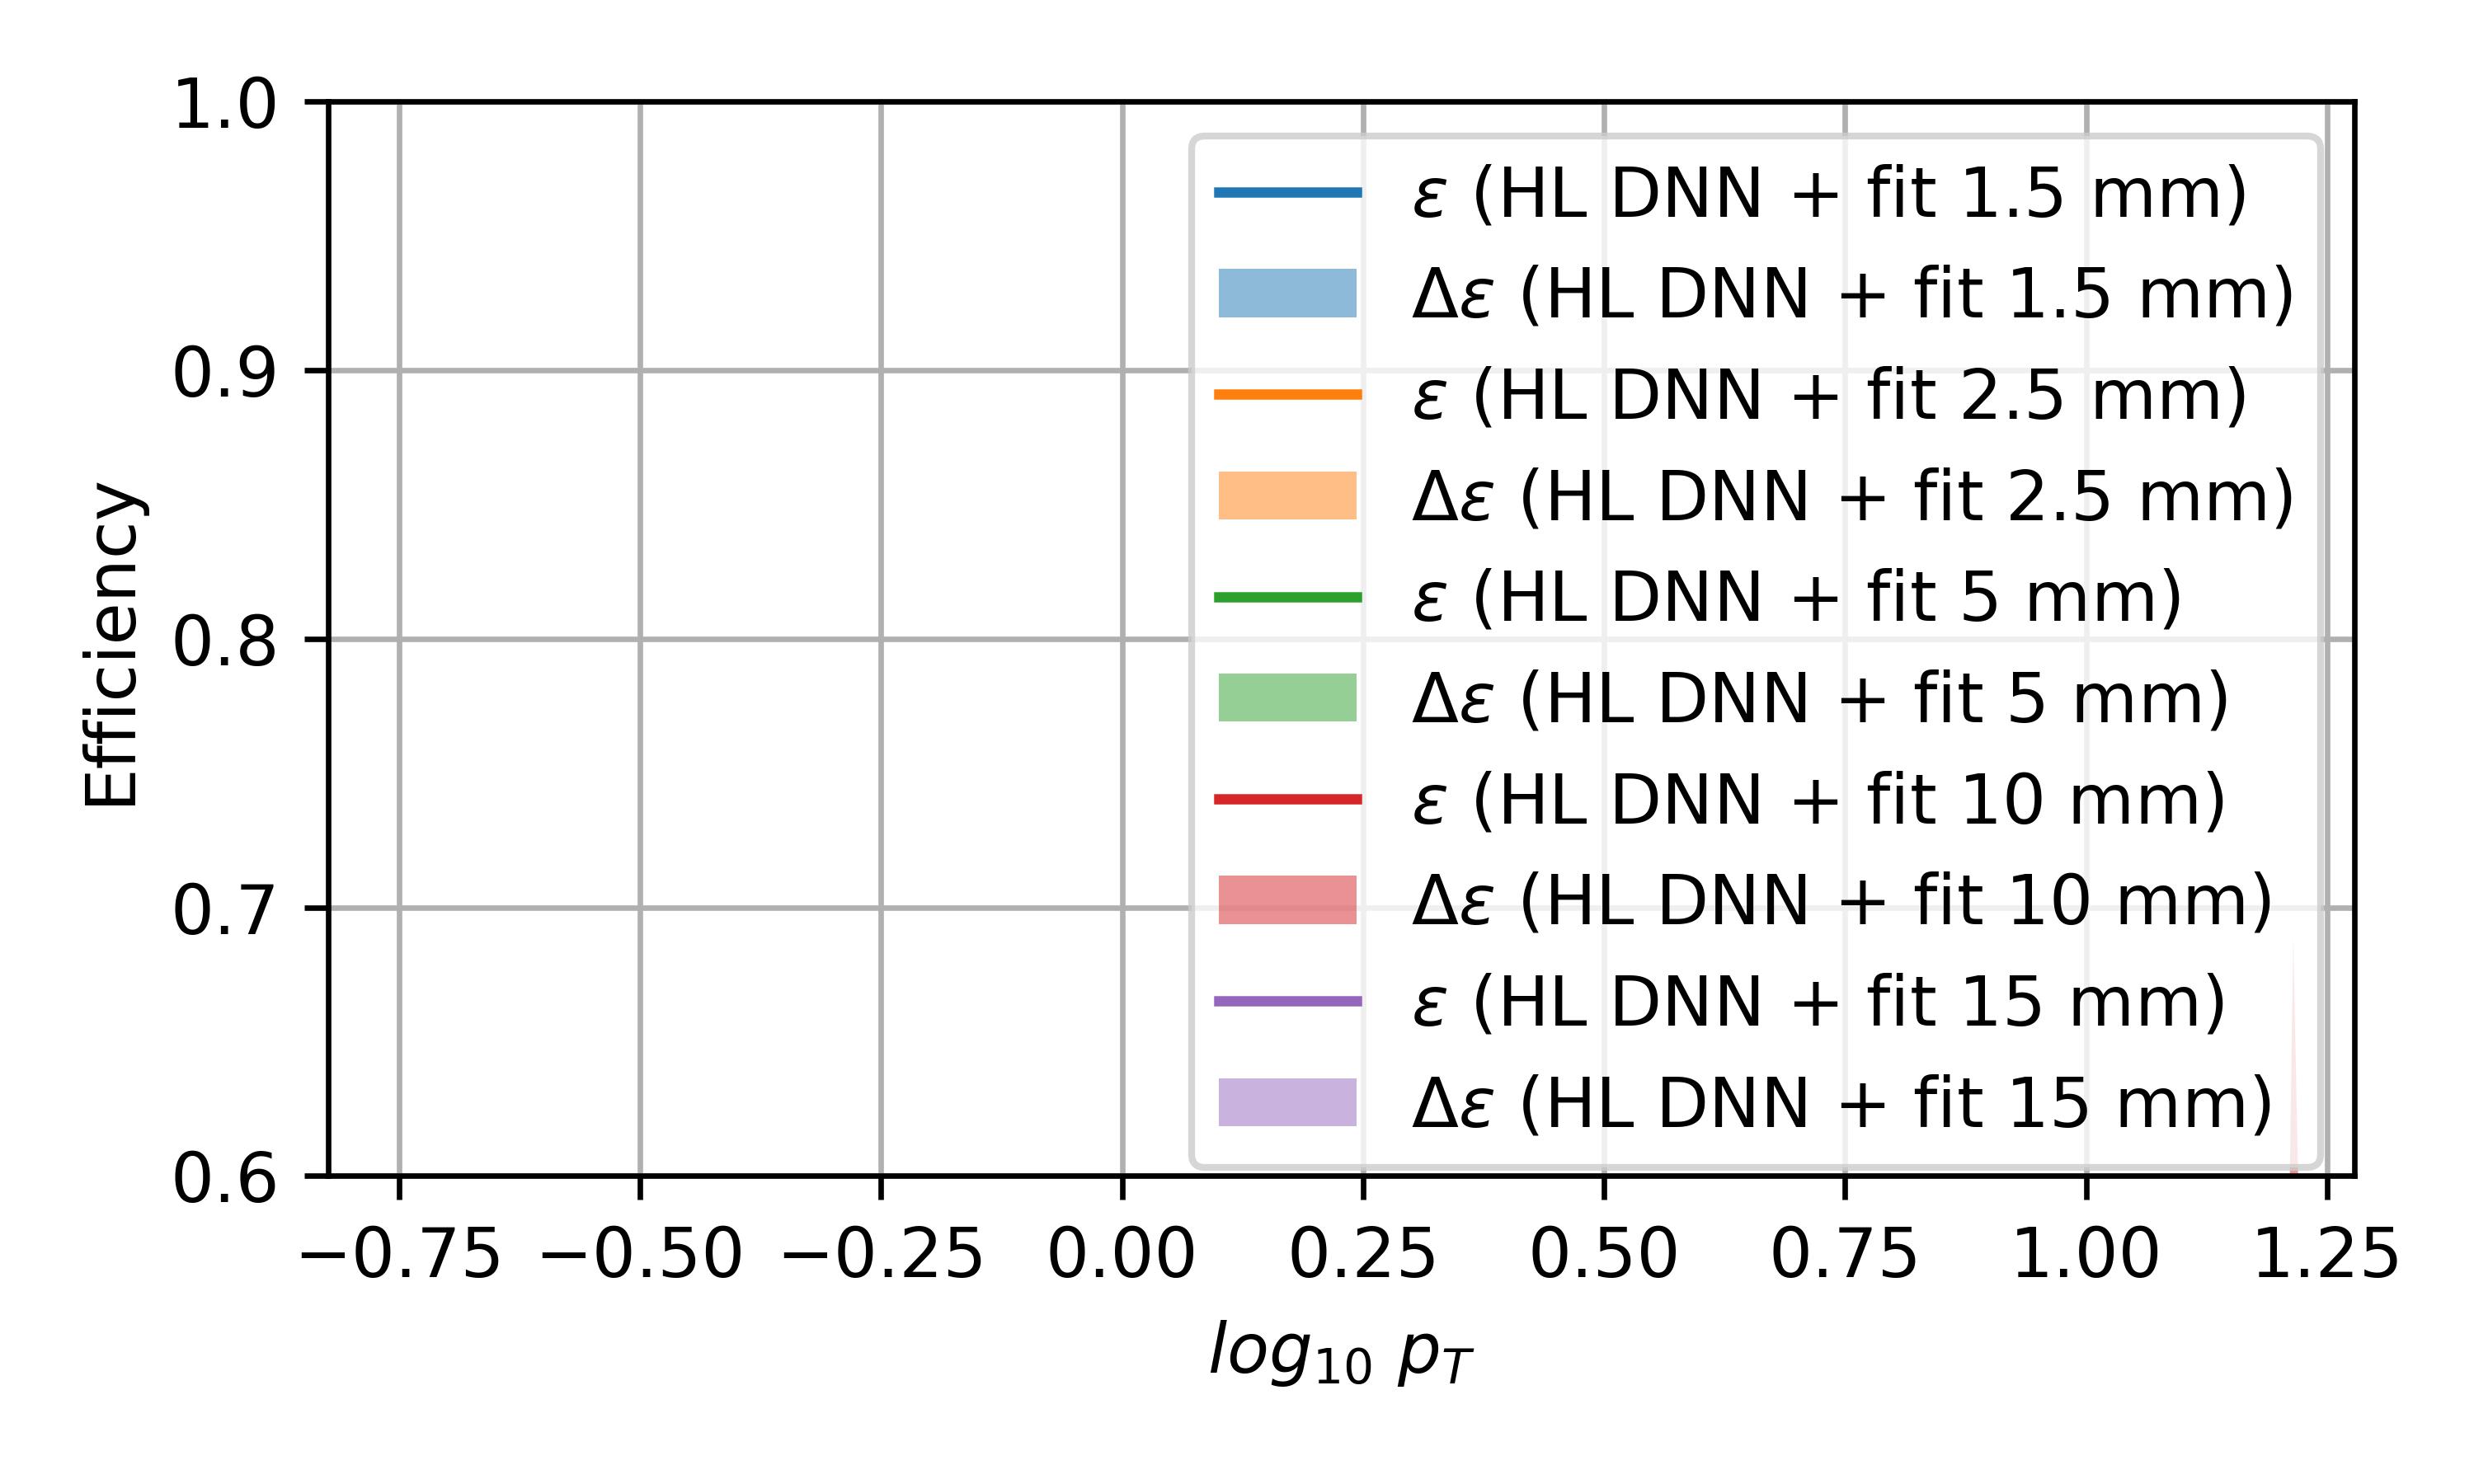 1.0
0.9
0.8
0.7
0.6
Efficiency
ε (HL DNN + fit 1.5 mm)
Δε (HL DNN + fit 1.5 mm)
ε (HL DNN + fit 2.5 mm)
Δε (HL DNN + fit 2.5 mm)
ε (HL DNN + fit 5 mm)
Δε (HL DNN + fit 5 mm)
ε (HL DNN + fit 10 mm)
Δε (HL DNN + fit 10 mm)
ε (HL DNN + fit 15 mm)
Δε (HL DNN + fit 15 mm)
−0.75 −0.50 −0.25 0.00 0.25 0.50 0.75 1.00 1.25
log₁₀ p_T